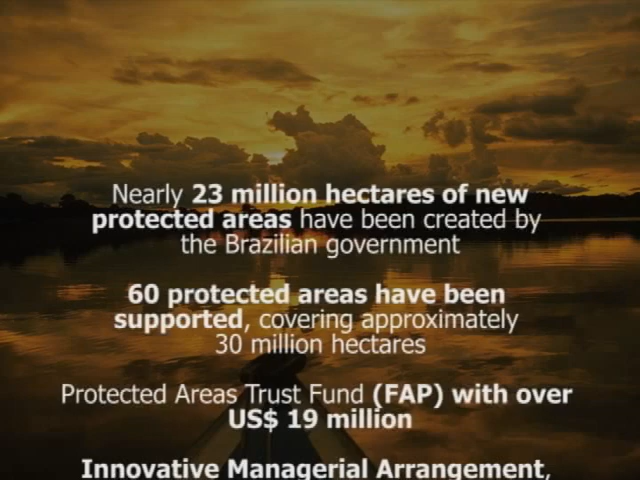 Nearly 23 million hectares of new
protected areas have been created by
the Brazilian government
60 protected areas have been
supported, covering approximately
30 million hectares
Protected Areas Trust Fund (FAP) with over
US$ 19 million
Innovative Managerial Arrangement,